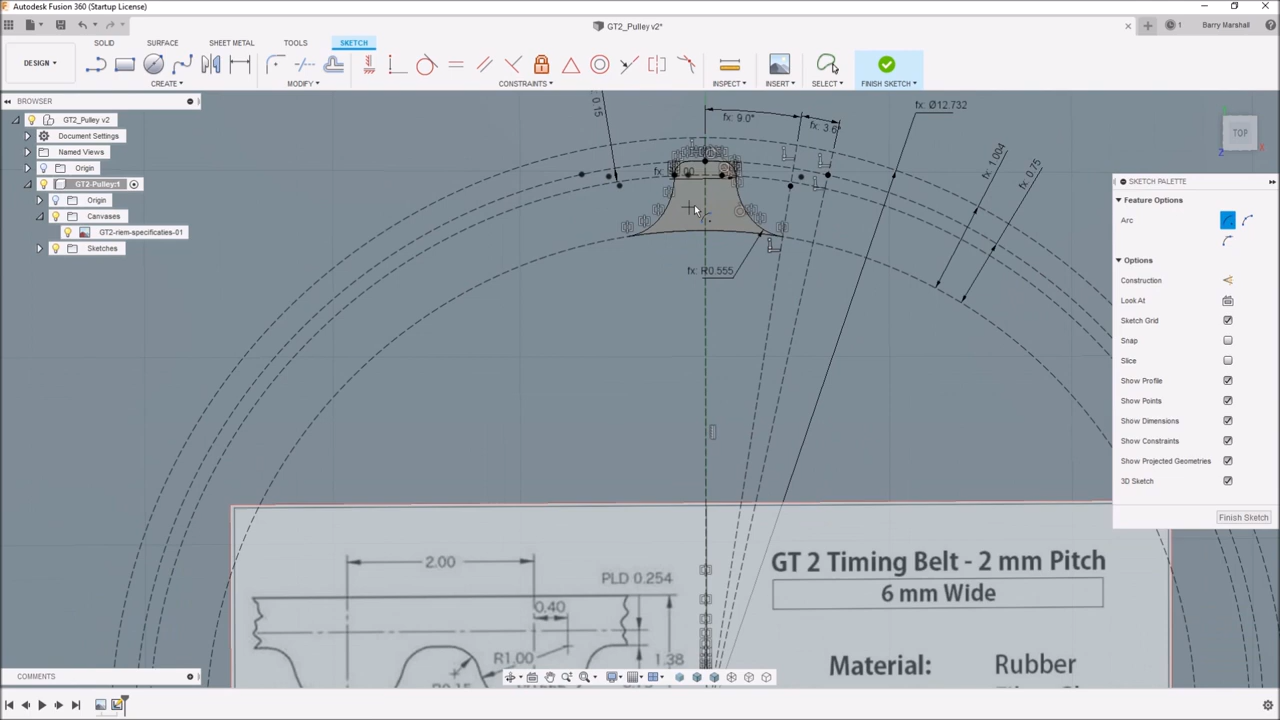 Autodesk Fusion 360 (Startup License)
GT2_Pulley v2*
1
Barry Marshall
DESIGN
SOLID
SURFACE
SHEET METAL
TOOLS
SKETCH
CREATE
MODIFY
CONSTRAINTS
INSPECT
INSERT
SELECT
FINISH SKETCH
BROWSER
GT2_Pulley v2
Document Settings
Named Views
Origin
GT2-Pulley:1
Origin
Canvases
GT2-riem-specificaties-01
Sketches
0.15
fx: 9.0°
fx: 3.6°
fx: Ø12.732
1.004
fx: 0.75
fx: R0.555
TOP
Z
X
SKETCH PALETTE
Feature Options
Arc
Options
Construction
Look At
Sketch Grid
Snap
Slice
Show Profile
Show Points
Show Dimensions
Show Constraints
Show Projected Geometries
3D Sketch
Finish Sketch
2.00
PLD 0.254
0.40
R1.00
1.38
GT 2 Timing Belt - 2 mm Pitch
6 mm Wide
Material:
Rubber
COMMENTS